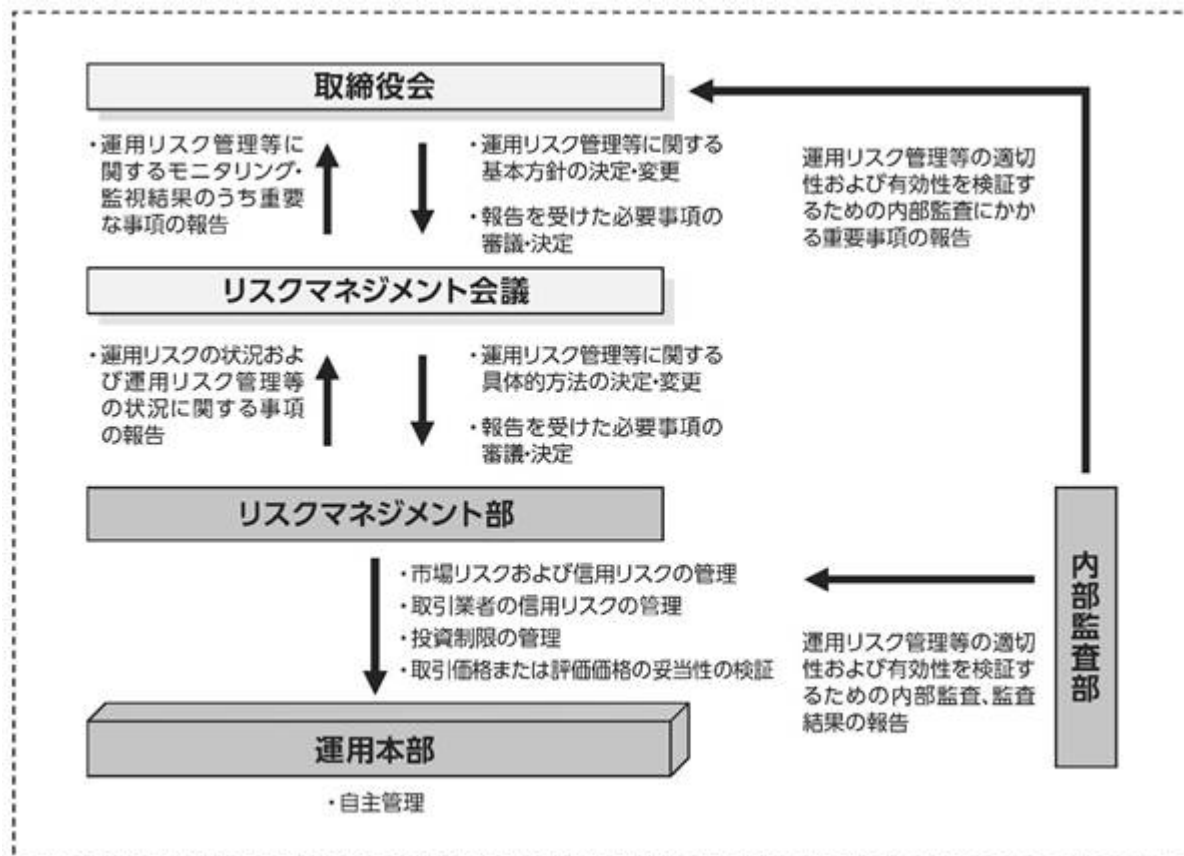 取締役会
・運用リスク管理等に
関するモニタリング・
監視結果のうち重要
な事項の報告
・運用リスク管理等に関する
基本方針の決定・変更
・報告を受けた必要事項の
審議・決定
運用リスク管理等の適切
性および有効性を検証す
るための内部監査にかか
る重要事項の報告
リスクマネジメント会議
・運用リスクの状況およ
び運用リスク管理等
の状況に関する事項
の報告
・運用リスク管理等に関する
具体的方法の決定・変更
・報告を受けた必要事項の
審議・決定
リスクマネジメント部
・市場リスクおよび信用リスクの管理
・取引業者の信用リスクの管理
・投資制限の管理
・取引価格または評価価格の妥当性の検証
内部監査部
運用リスク管理等の適切
性および有効性を検証す
るための内部監査、監査
結果の報告
運用本部
・自主管理